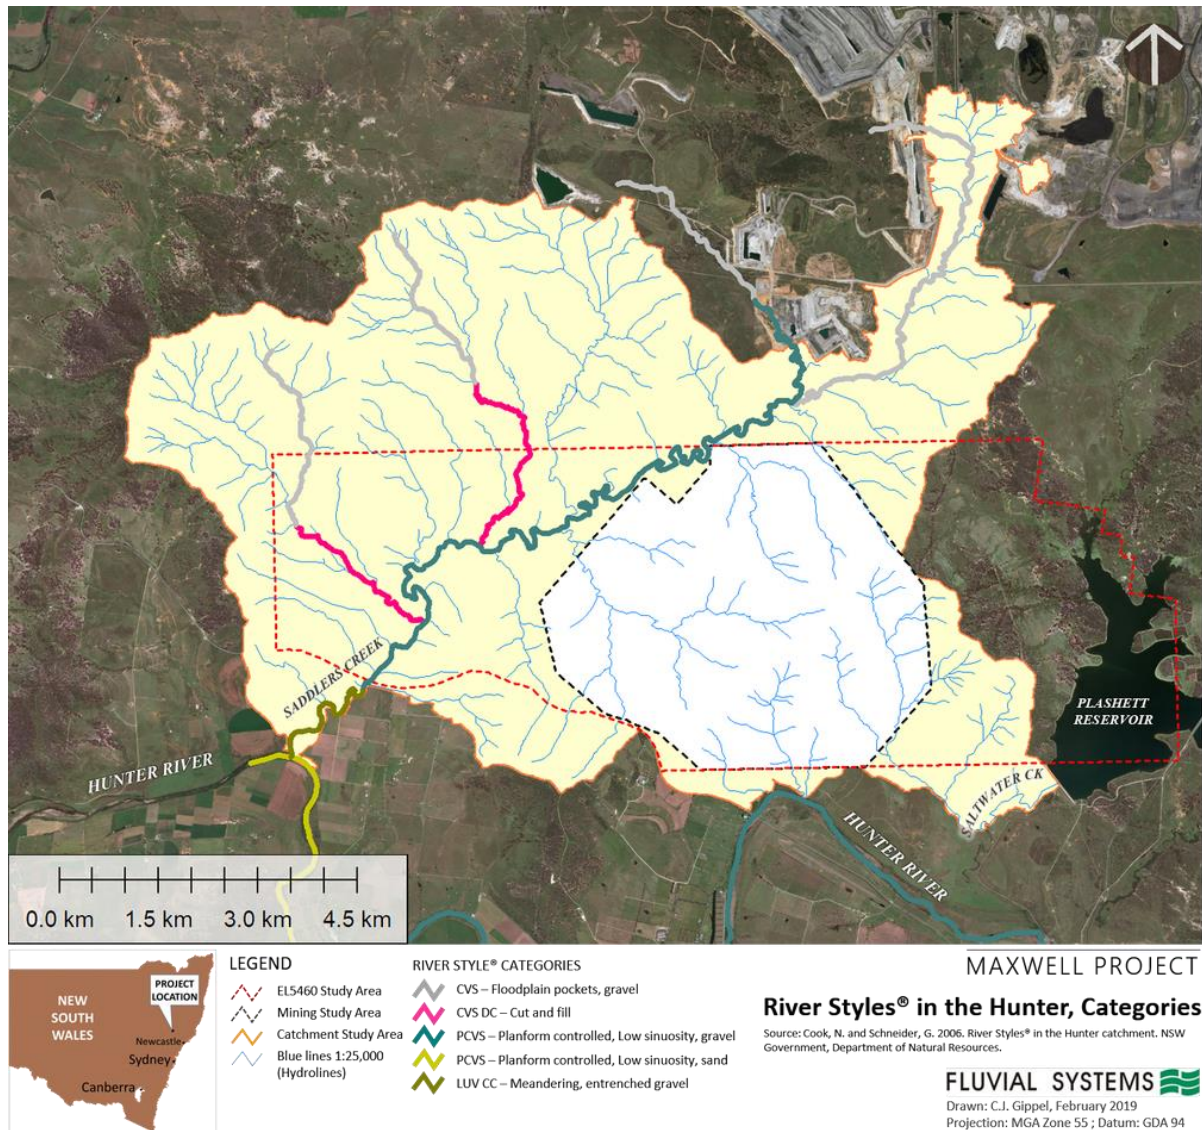 SADDLERS CREEK
HUNTER RIVER
PLASHETT
RESERVOIR
SALTWATER CK
HUNTER RIVER
0.0 km 1.5 km 3.0 km 4.5 km
NEW
SOUTH
WALES
PROJECT
LOCATION
Newcastle
Sydney
Canberra
LEGEND
EL5460 Study Area
Mining Study Area
Catchment Study Area
Blue lines 1:25,000
(Hydrolines)
RIVER STYLE® CATEGORIES
CVS – Floodplain pockets, gravel
CVS DC – Cut and fill
PCVS – Planform controlled, Low sinuosity, gravel
PCVS – Planform controlled, Low sinuosity, sand
LUV CC – Meandering, entrenched gravel
MAXWELL PROJECT
River Styles® in the Hunter, Categories
Source: Cook, N. and Schneider, G. 2006. River Styles® in the Hunter catchment. NSW
Government, Department of Natural Resources.
FLUVIAL SYSTEMS
Drawn: C.J. Gippel, February 2019
Projection: MGA Zone 55 ; Datum: GDA 94